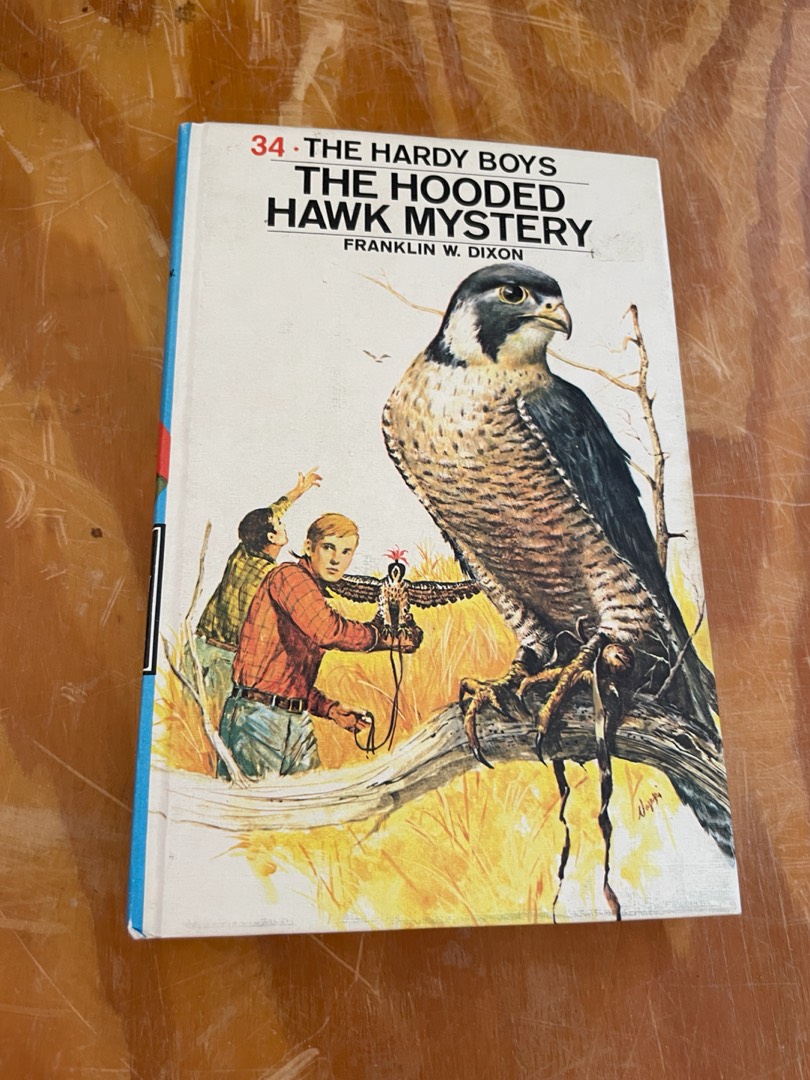 34 · THE HARDY BOYS
THE HOODED
HAWK MYSTERY
FRANKLIN W. DIXON